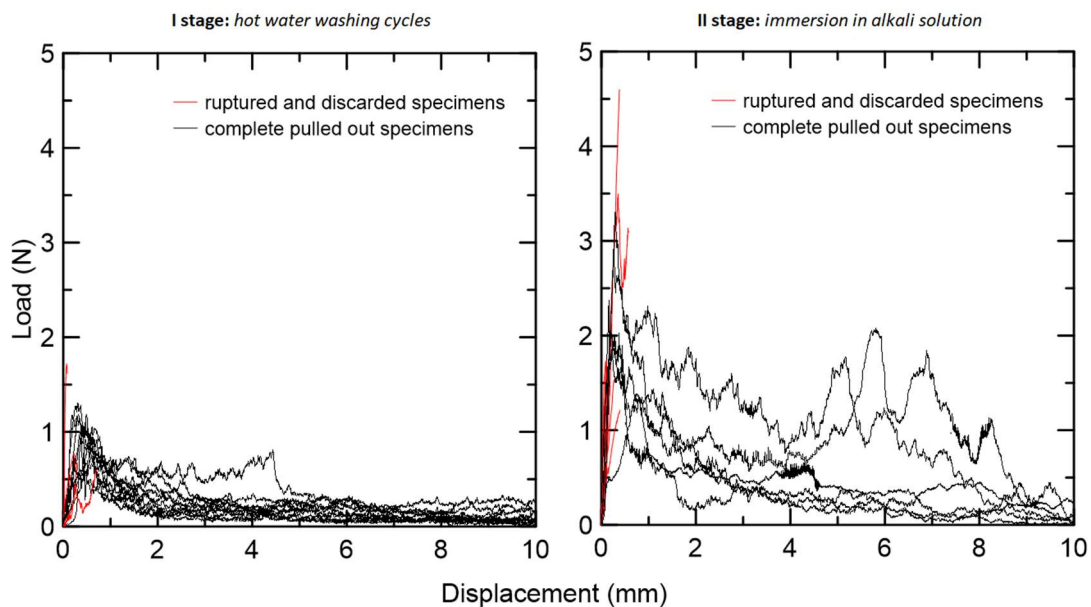 I stage: hot water washing cycles
II stage: immersion in alkali solution
5
4
3
2
1
0
ruptured and discarded specimens
complete pulled out specimens
0 2 4 6 8 10
5
4
3
2
1
0
ruptured and discarded specimens
complete pulled out specimens
0 2 4 6 8 10
Load (N)
Displacement (mm)